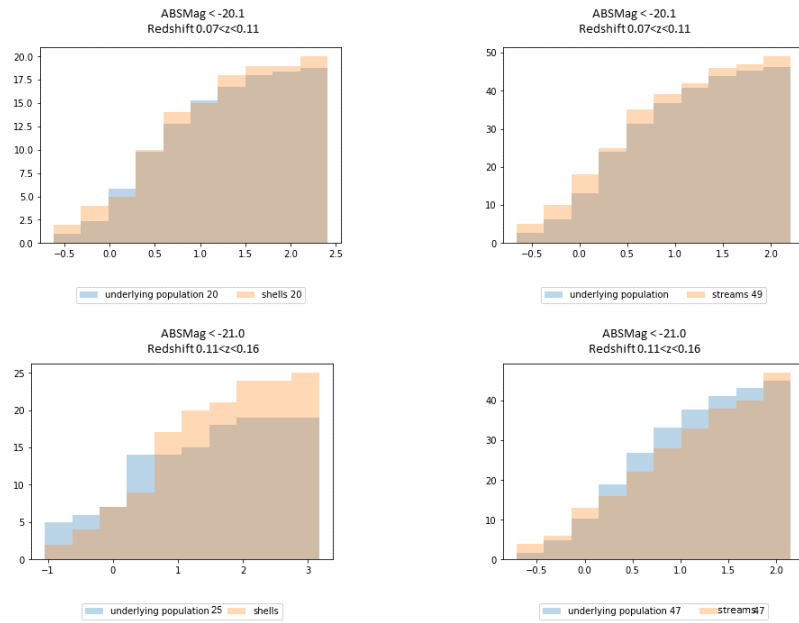 ABSMag < -20.1
Redshift 0.07<z<0.11
20.0
17.5
15.0
12.5
10.0
7.5
5.0
2.5
0.0
−0.5 0.0 0.5 1.0 1.5 2.0 2.5
underlying population 20 shells 20
ABSMag < -20.1
Redshift 0.07<z<0.11
50
40
30
20
10
0
−0.5 0.0 0.5 1.0 1.5 2.0
underlying population streams 49
ABSMag < -21.0
Redshift 0.11<z<0.16
25
20
15
10
5
0
−1 0 1 2 3
underlying population 25 shells
ABSMag < -21.0
Redshift 0.11<z<0.16
40
30
20
10
0
−0.5 0.0 0.5 1.0 1.5 2.0
underlying population 47 streams 47